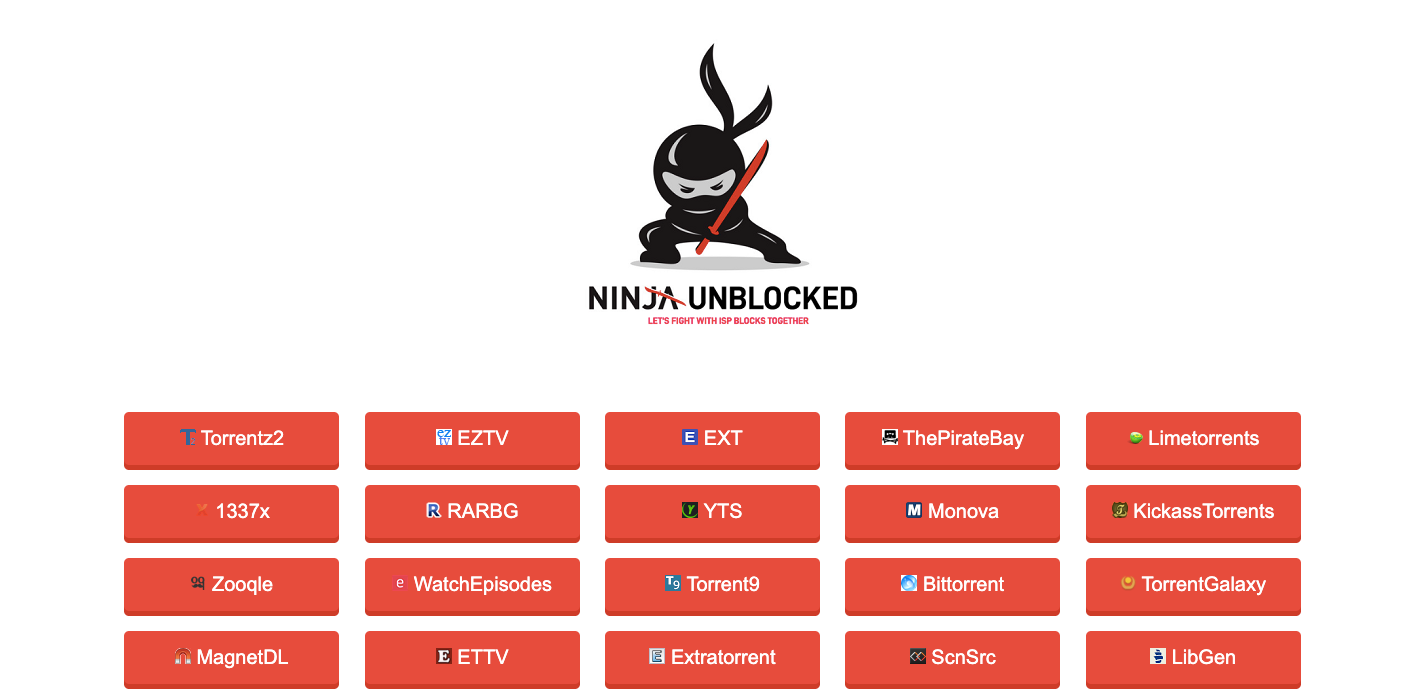 NINJA UNBLOCKED
LET'S FIGHT WITH ISP BLOCKS TOGETHER
Torrentz2
EZTV
EXT
ThePirateBay
Limetorrents
1337x
RARBG
YTS
Monova
KickassTorrents
Zooqle
WatchEpisodes
Torrent9
Bittorrent
TorrentGalaxy
MagnetDL
ETTV
Extratorrent
ScnSrc
LibGen